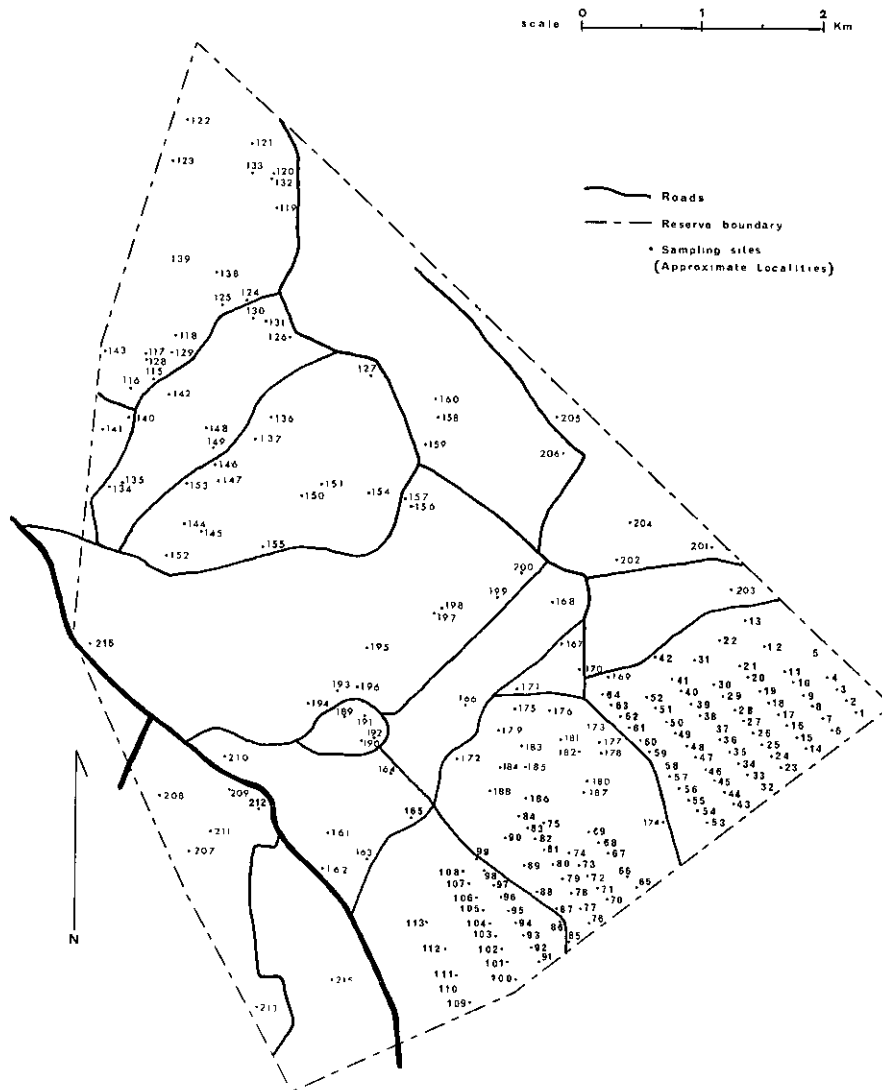 0 1 2
scale Km
122
121
123 133 120
132
119
Roads
Reserve boundary
Sampling sites
(Approximate Localities)
139 138
125 124
130 131
118 126
143 117 129
128
115
116 127
142
160
140 136 158 205
141 148
149 137 159
146 206
135 153 147 151
134 150 154 157
156
144
145 204
152 155 201
200 202
199 203
198 168
197 13
215 22 12
195 167 42 31 5
170 21 11 4
193 196 169 41 30 20 10 3
194 171 64 52 40 29 19 9 2
189 191 166 175 176 63 51 39 28 18 8 1
192 179 173 62 50 38 27 17 7 6
190 181 177 61 49 37 26 16 15
210 172 183 182 178 60 48 36 25 14
164 184 185 59 47 35 24
58 46 34 23
209 188 180 57 45 33
208 212 186 187 56 44 32
165 84 75 55 43
211 161 83 69 174 54 53
207 163 90 82 68
162 81 74 67
99 89 80 73
108 98 79 72 66
107 97 88 78 71 65
106 96 70
105 95 87 77
113 104 94 86 76
103 93 85
112 102 92
101 91
111 100
110
109